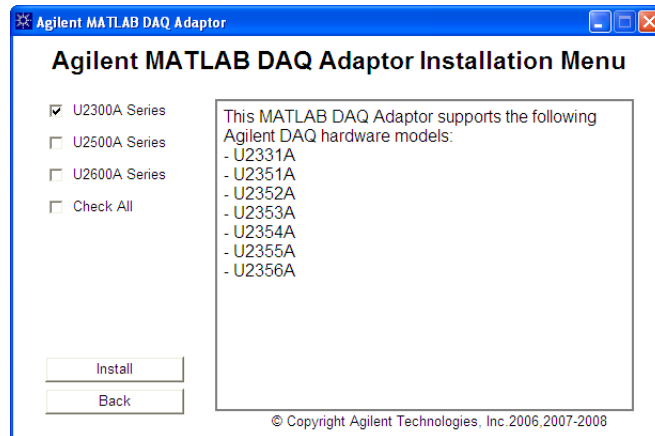 Agilent MATLAB DAQ Adaptor
Agilent MATLAB DAQ Adaptor Installation Menu
U2300A Series
U2500A Series
U2600A Series
Check All
This MATLAB DAQ Adaptor supports the following
Agilent DAQ hardware models:
- U2331A
- U2351A
- U2352A
- U2353A
- U2354A
- U2355A
- U2356A
Install
Back
© Copyright Agilent Technologies, Inc.2006,2007-2008